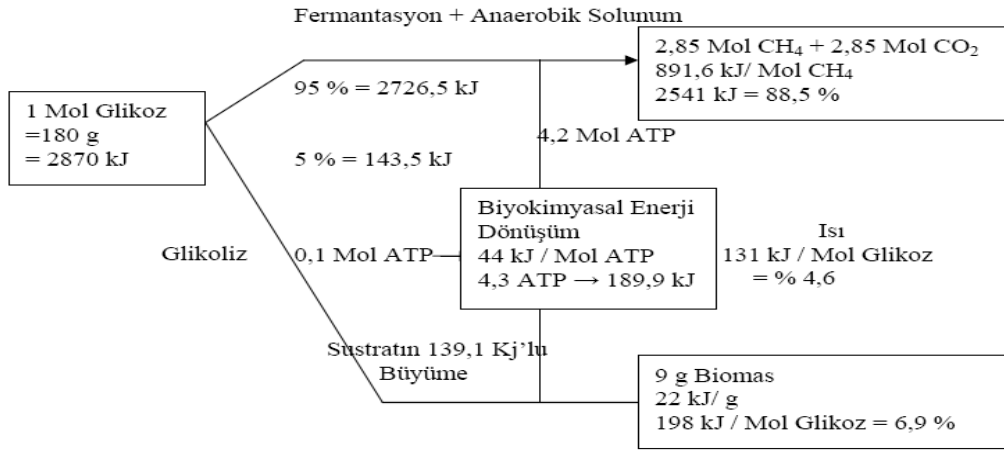 Fermantasyon + Anaerobik Solunum
2,85 Mol CH₄ + 2,85 Mol CO₂
891,6 kJ/ Mol CH₄
2541 kJ = 88,5 %
95 % = 2726,5 kJ
1 Mol Glikoz
=180 g
= 2870 kJ
4,2 Mol ATP
5 % = 143,5 kJ
Biyokimyasal Enerji
Dönüşüm
44 kJ / Mol ATP
4,3 ATP → 189,9 kJ
Isı
131 kJ / Mol Glikoz
= % 4,6
Glikoliz
0,1 Mol ATP
Sustratın 139,1 Kj’lu
Büyüme
9 g Biomas
22 kJ/ g
198 kJ / Mol Glikoz = 6,9 %